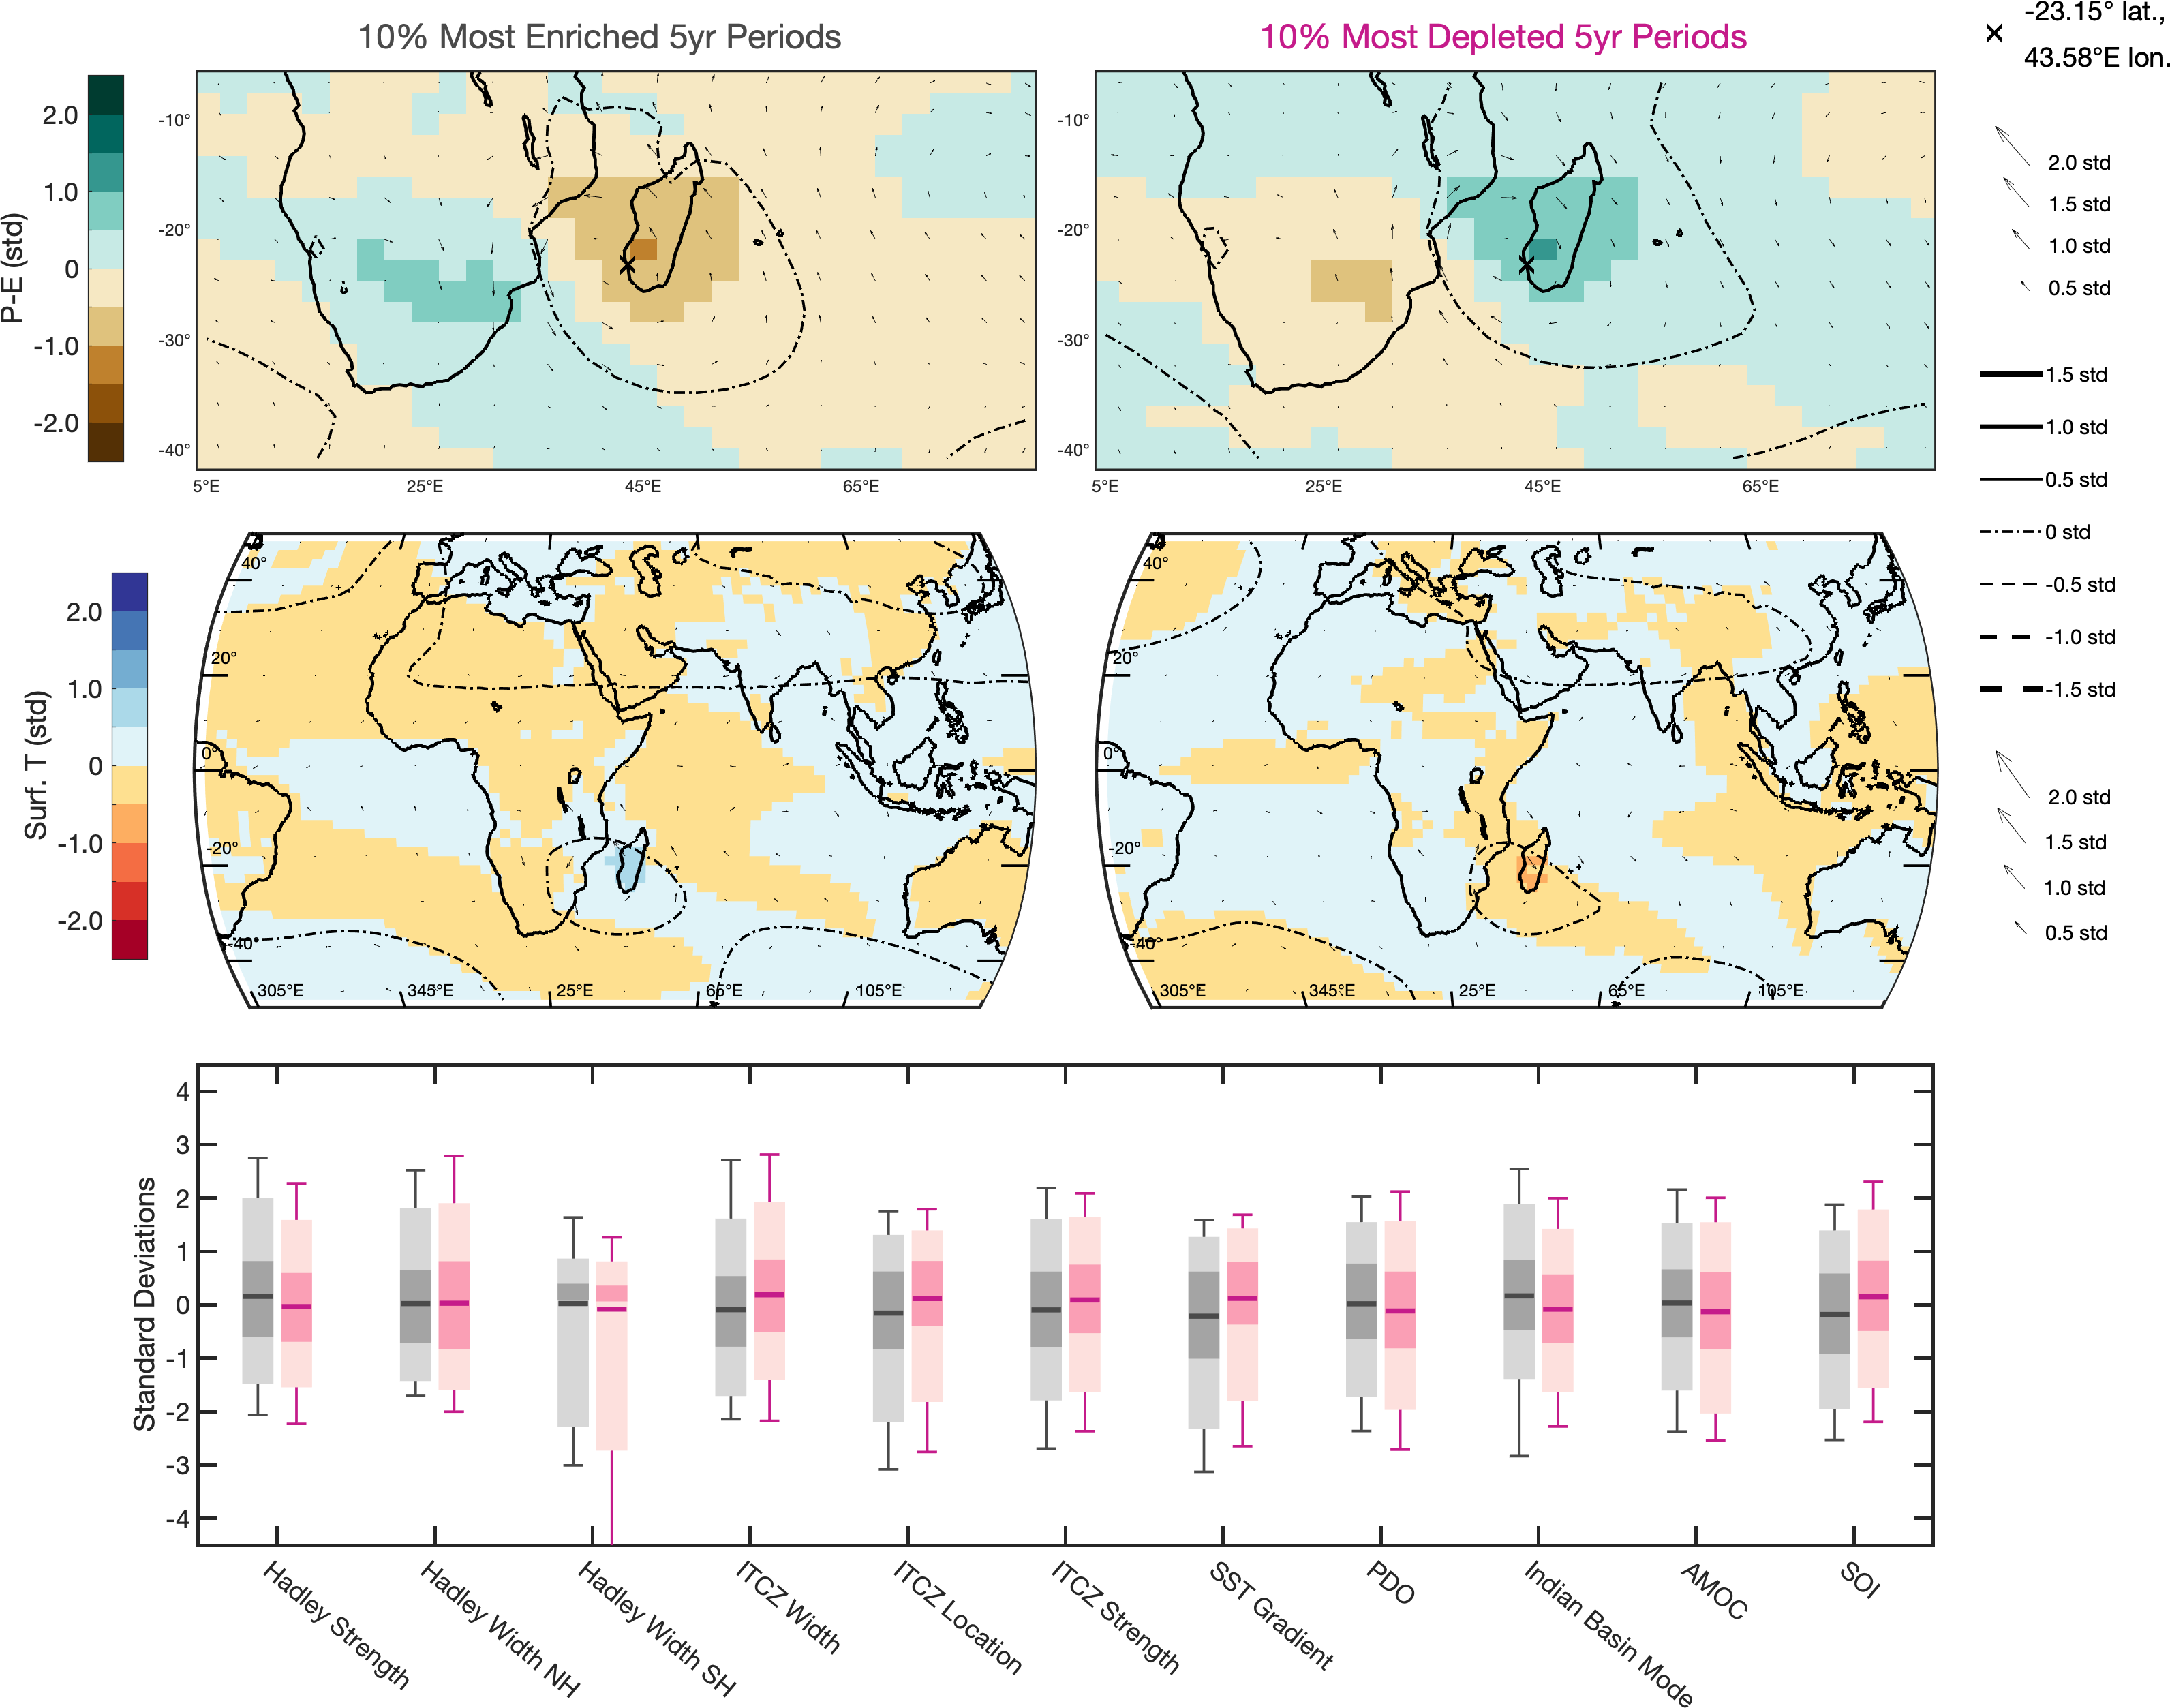 10% Most Enriched 5yr Periods
10% Most Depleted 5yr Periods
-23.15° lat.,
43.58°E lon.
P-E (std)
2.0
1.0
0
-1.0
-2.0
-10°
-20°
-30°
-40°
5°E
25°E
45°E
65°E
-10°
-20°
-30°
-40°
5°E
25°E
45°E
65°E
2.0 std
1.5 std
1.0 std
0.5 std
1.5 std
1.0 std
0.5 std
0 std
-0.5 std
-1.0 std
-1.5 std
Surf. T (std)
2.0
1.0
0
-1.0
-2.0
40°
20°
0°
-20°
-40°
305°E
345°E
25°E
65°E
105°E
40°
20°
0°
-20°
-40°
305°E
345°E
25°E
65°E
105°E
2.0 std
1.5 std
1.0 std
0.5 std
Standard Deviations
4
3
2
1
0
-1
-2
-3
-4
Hadley Strength
Hadley Width NH
Hadley Width SH
ITCZ Width
ITCZ Location
ITCZ Strength
SST Gradient
PDO
Indian Basin Mode
AMOC
SOI